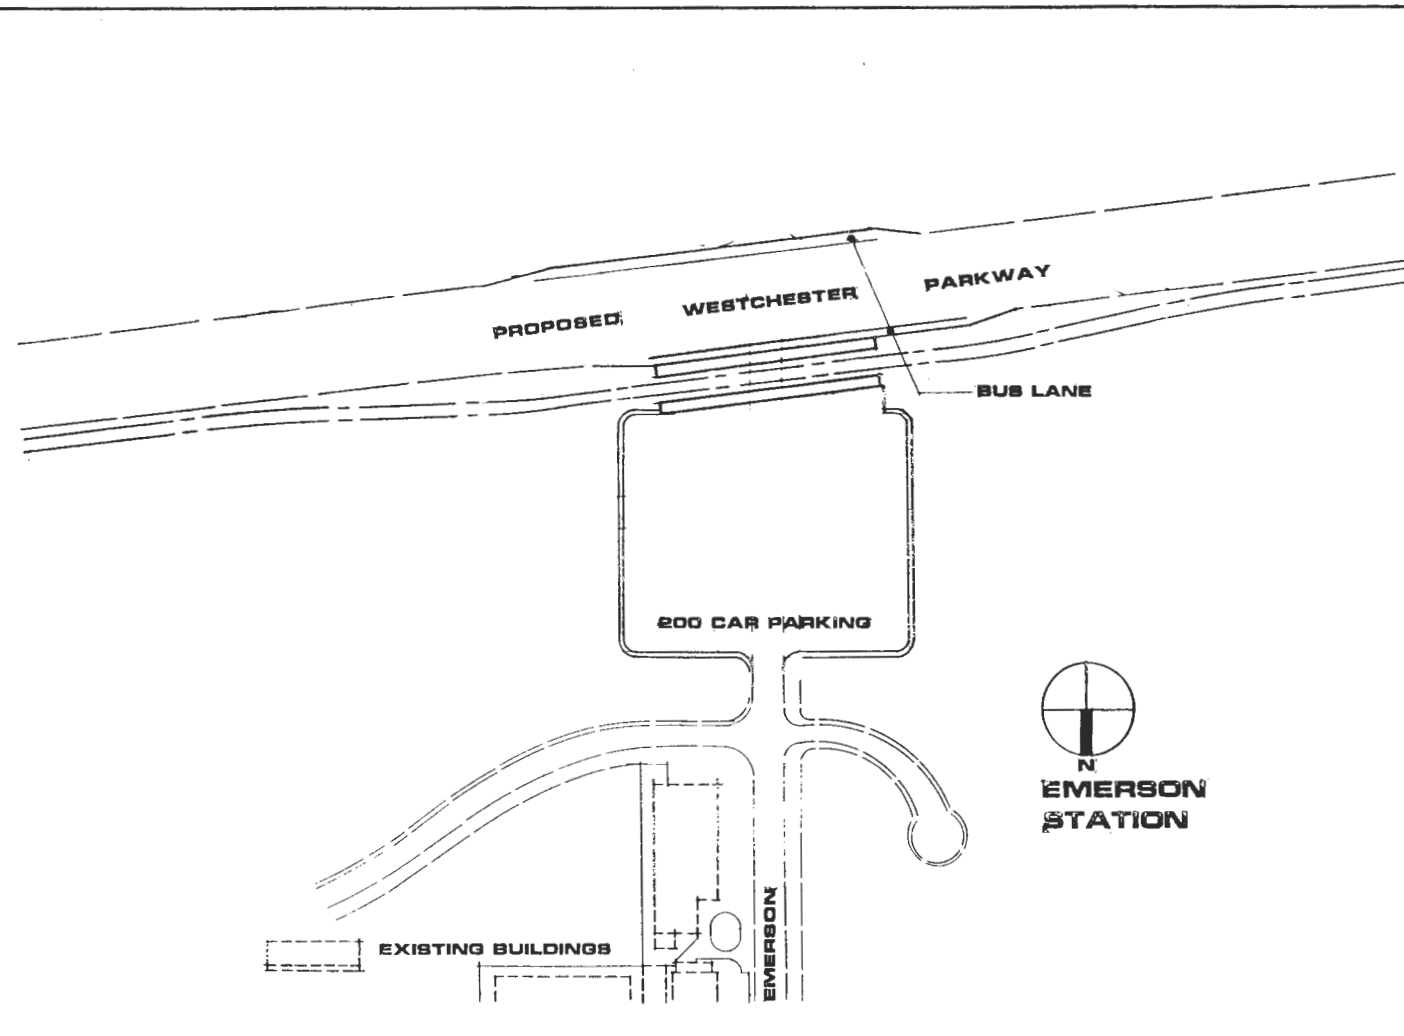 PROPOSED WESTCHESTER PARKWAY
BUS LANE
200 CAR PARKING
N
EMERSON
STATION
EMERSON
EXISTING BUILDINGS